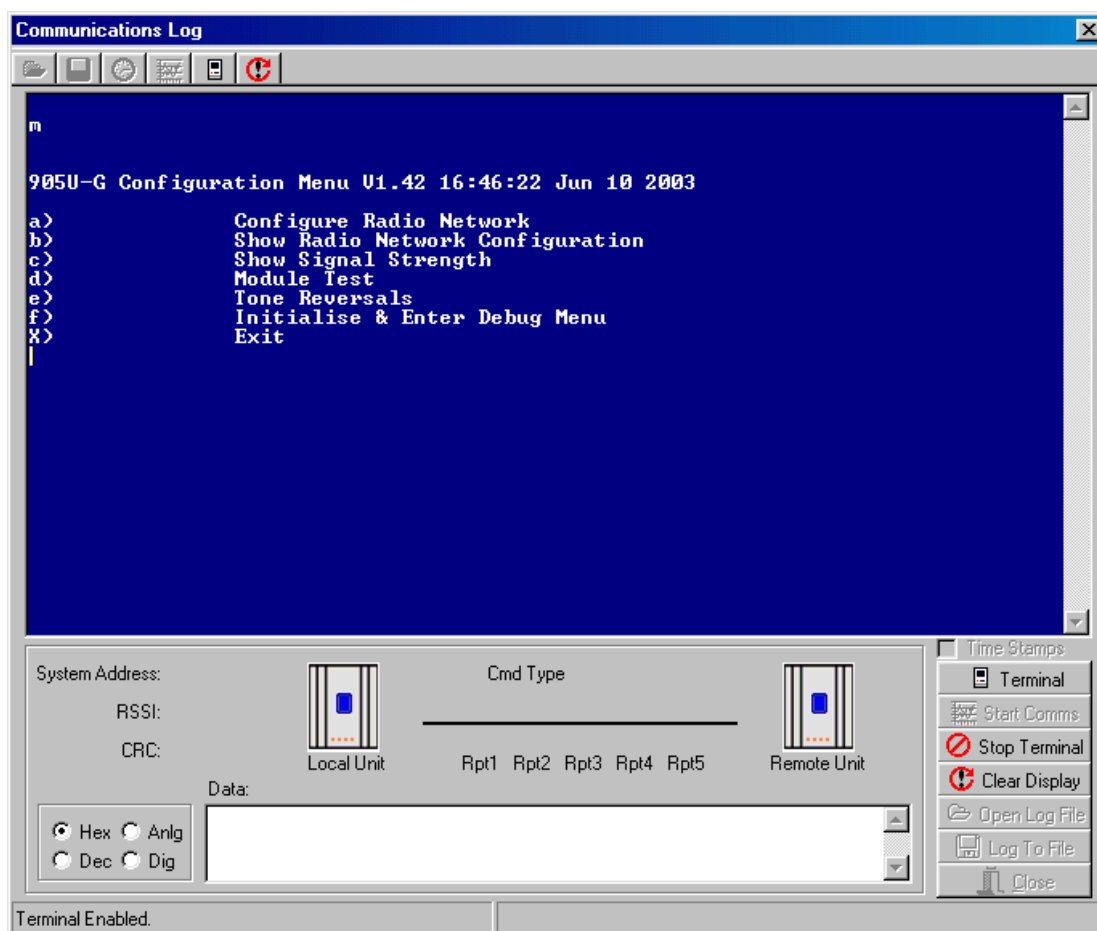 Communications Log
m
905U-G Configuration Menu V1.42 16:46:22 Jun 10 2003
a) Configure Radio Network
b) Show Radio Network Configuration
c) Show Signal Strength
d) Module Test
e) Tone Reversals
f) Initialise & Enter Debug Menu
X) Exit
Time Stamps
System Address:
Cmd Type
Terminal
RSSI:
Start Comms
CRC:
Stop Terminal
Local Unit
Rpt1 Rpt2 Rpt3 Rpt4 Rpt5
Remote Unit
Clear Display
Data:
Open Log File
Hex Anlg
Log To File
Dec Dig
Close
Terminal Enabled.